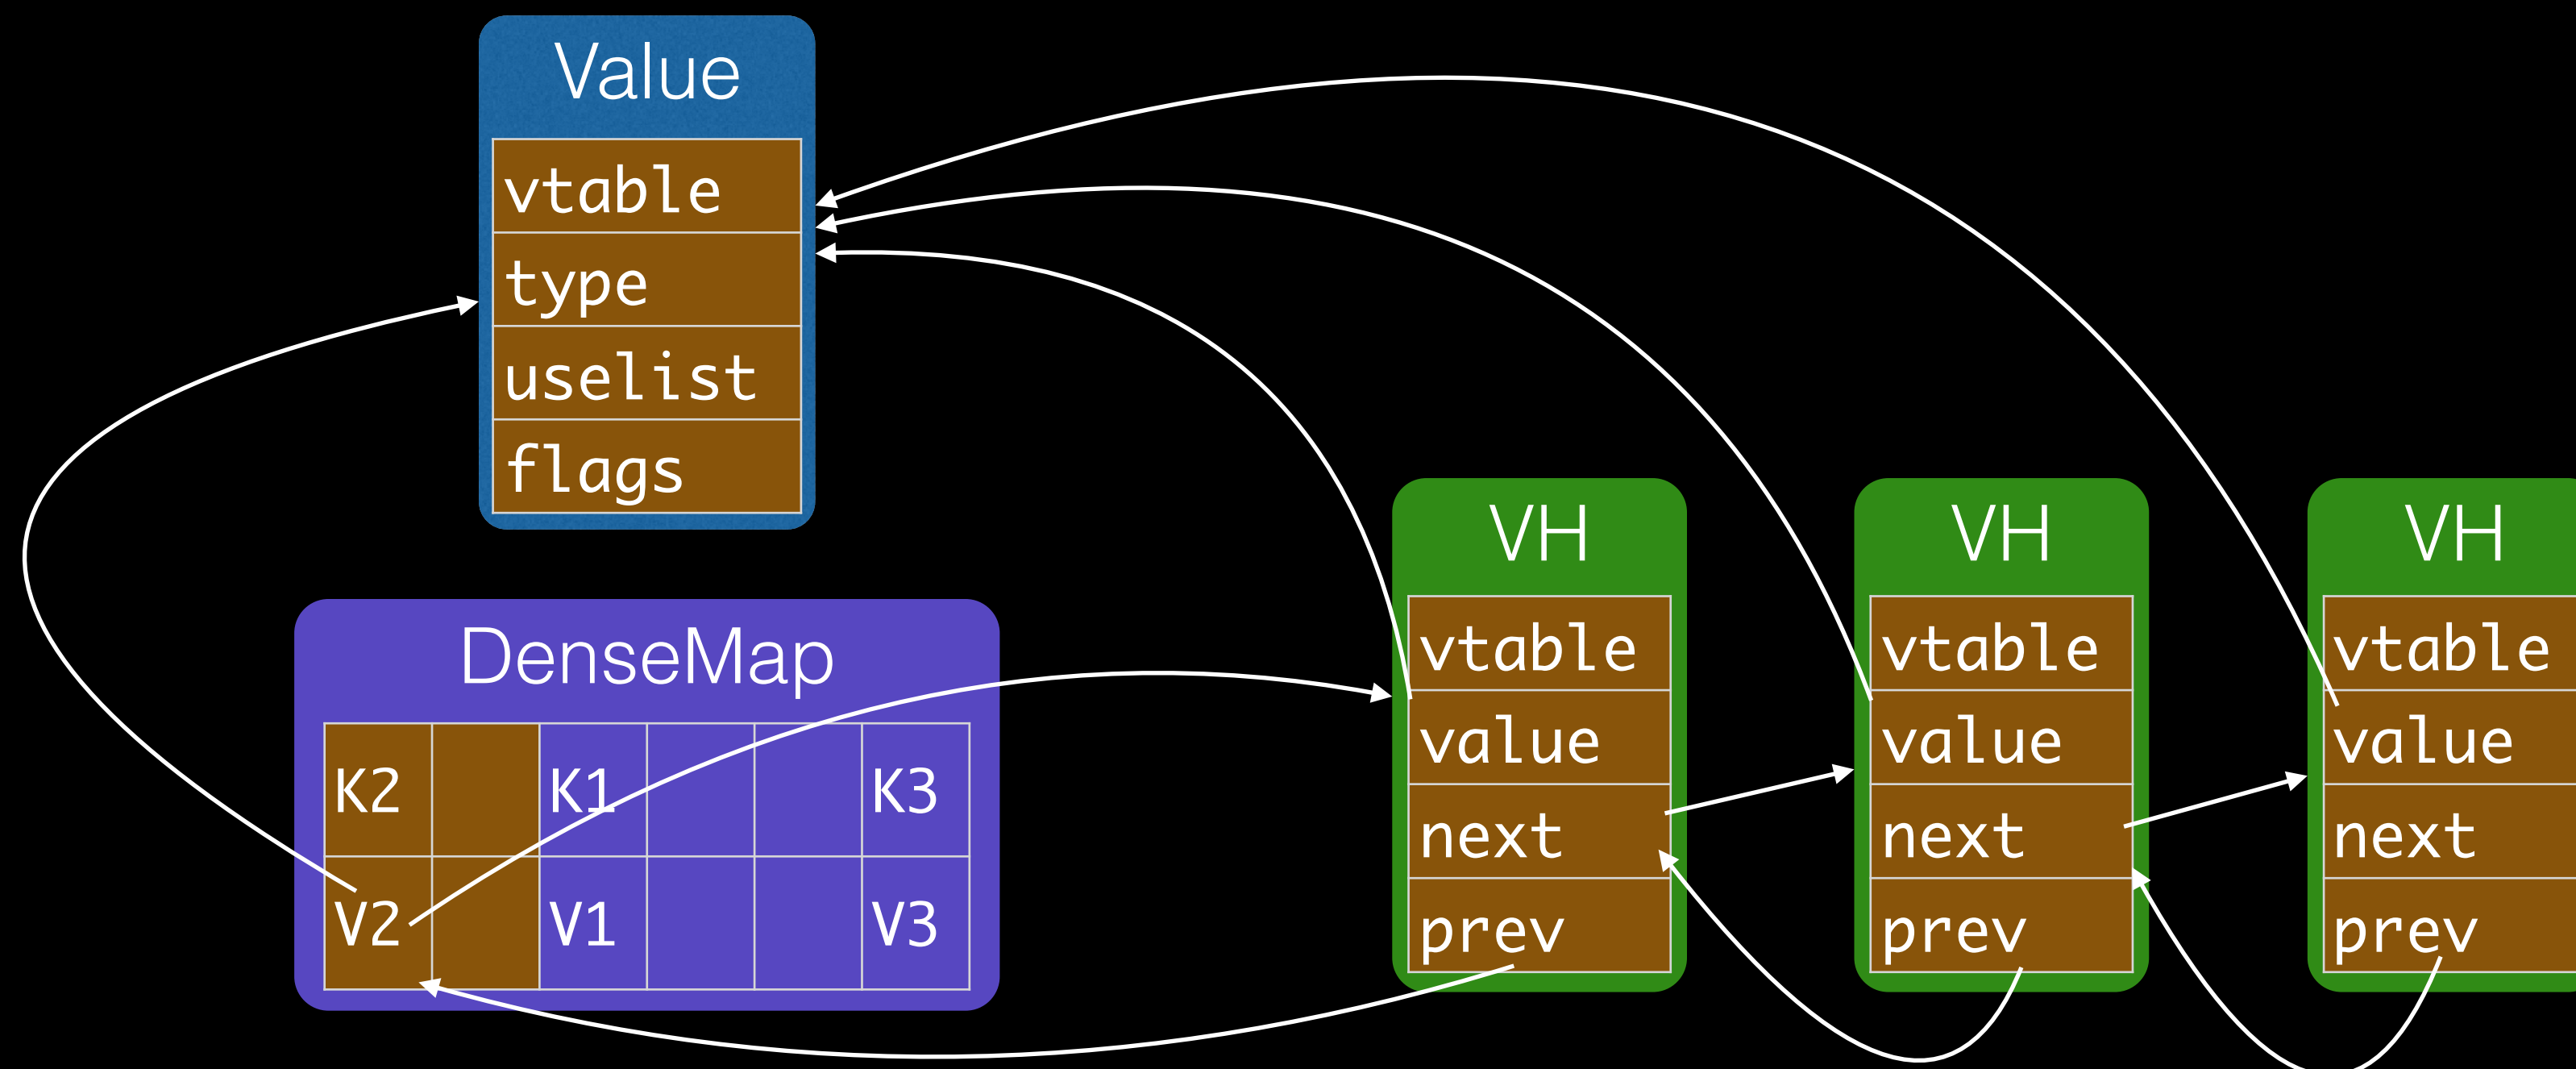 Value
vtable
type
uselist
flags
DenseMap
K2 K1 K3
V2 V1 V3
VH
vtable
value
next
prev
VH
vtable
value
next
prev
VH
vtable
value
next
prev